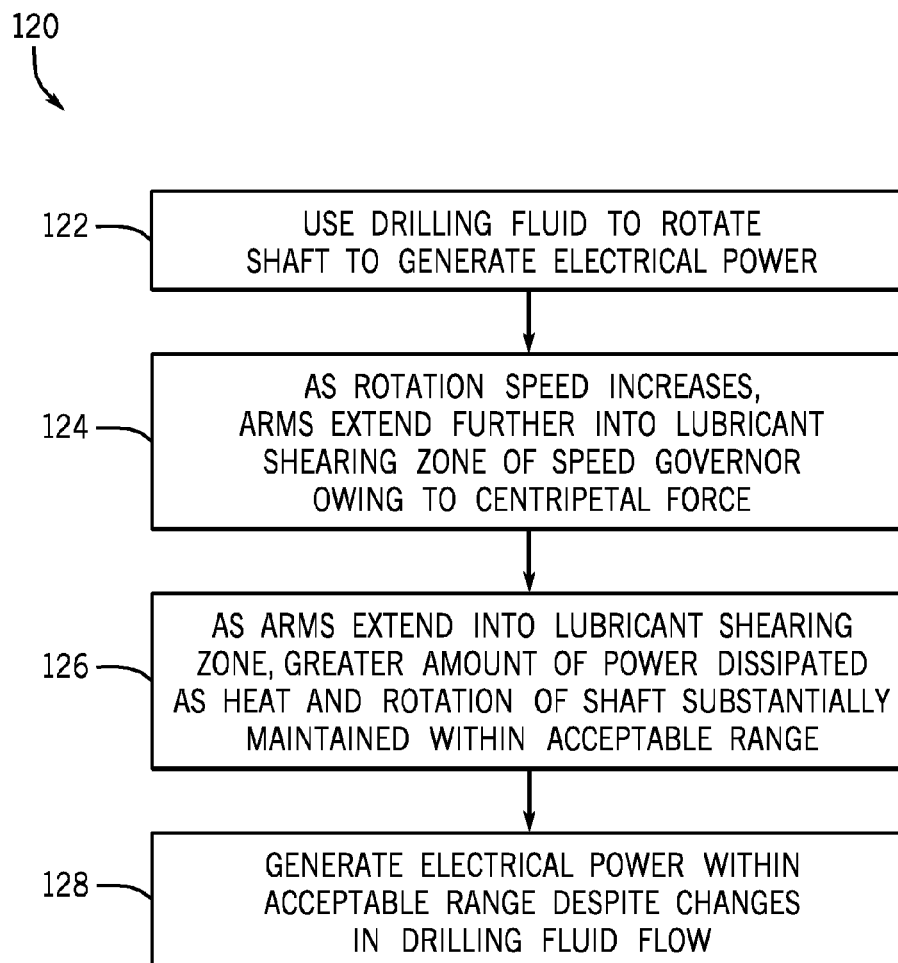 120
122
USE DRILLING FLUID TO ROTATE
SHAFT TO GENERATE ELECTRICAL POWER
124
AS ROTATION SPEED INCREASES,
ARMS EXTEND FURTHER INTO LUBRICANT
SHEARING ZONE OF SPEED GOVERNOR
OWING TO CENTRIPETAL FORCE
126
AS ARMS EXTEND INTO LUBRICANT SHEARING
ZONE, GREATER AMOUNT OF POWER DISSIPATED
AS HEAT AND ROTATION OF SHAFT SUBSTANTIALLY
MAINTAINED WITHIN ACCEPTABLE RANGE
128
GENERATE ELECTRICAL POWER WITHIN
ACCEPTABLE RANGE DESPITE CHANGES
IN DRILLING FLUID FLOW